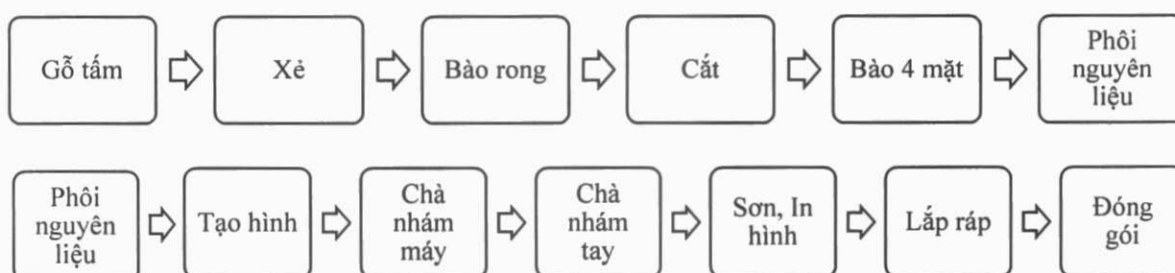 Gỗ tấm
Xẻ
Bào rong
Cắt
Bào 4 mặt
Phôi
nguyên
liệu
Phôi
nguyên
liệu
Tạo hình
Chà
nhám
máy
Chà
nhám
tay
Sơn, In
hình
Lắp ráp
Đóng
gói